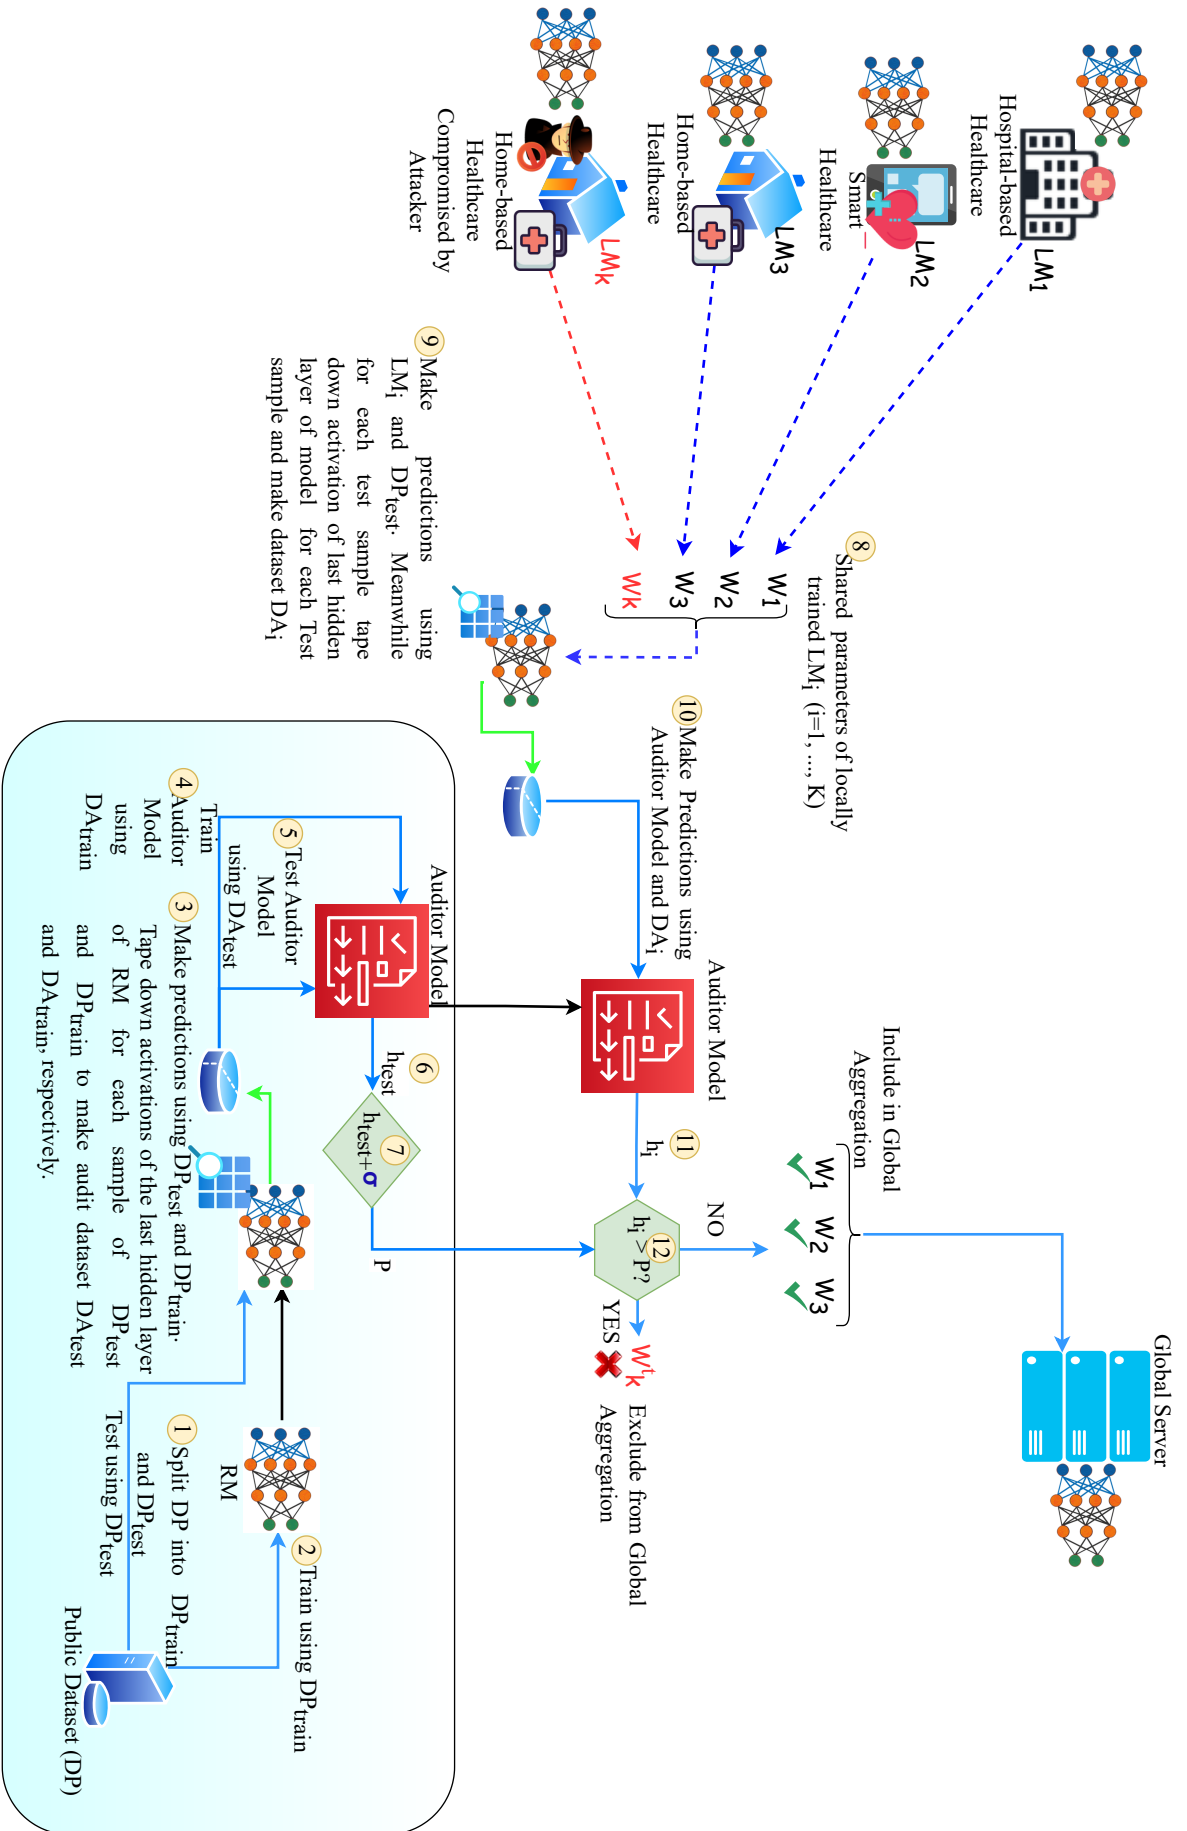 Hospital-based
Healthcare
LM1
Smart
Healthcare
LM2
Home-based
Healthcare
LM3
Home-based
Healthcare
Compromised by
Attacker
LMk
8
Shared parameters of locally
trained LMi (i=1, ..., K)
W1
W2
W3
Wk
9
Make predictions using
LMi and DPtest. Meanwhile
for each test sample tape
down activation of last hidden
layer of model for each Test
sample and make dataset DAi
10
Make Predictions using
Auditor Model and DAi
Auditor Model
11
hi
12
hi > P?
NO
YES
Wtk
Exclude from Global
Aggregation
Include in Global
Aggregation
W1
W2
W3
Global Server
Auditor Model
4
Train
Auditor
Model
using
DAtrain
5
Test Auditor
Model
using DAtest
6
htest
7
htest+σ
P
3
Make predictions using DPtest and DPtrain.
Tape down activations of the last hidden layer
of RM for each sample of DPtest
and DPtrain to make audit dataset DAtest
and DAtrain, respectively.
RM
2
Train using DPtrain
1
Split DP into DPtrain
and DPtest
Test using DPtest
Public Dataset (DP)